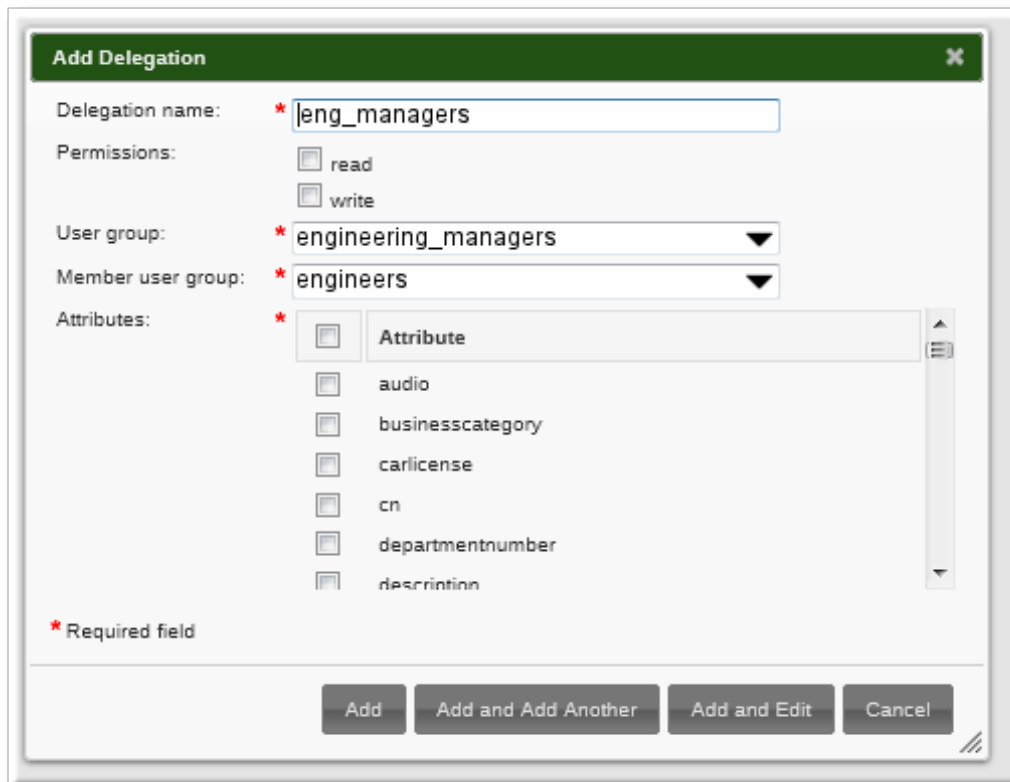 Add Delegation
Delegation name: * eng_managers
Permissions: read
write
User group: * engineering_managers
Member user group: * engineers
Attributes: * Attribute
audio
businesscategory
carlicense
cn
departmentnumber
description
* Required field
Add Add and Add Another Add and Edit Cancel